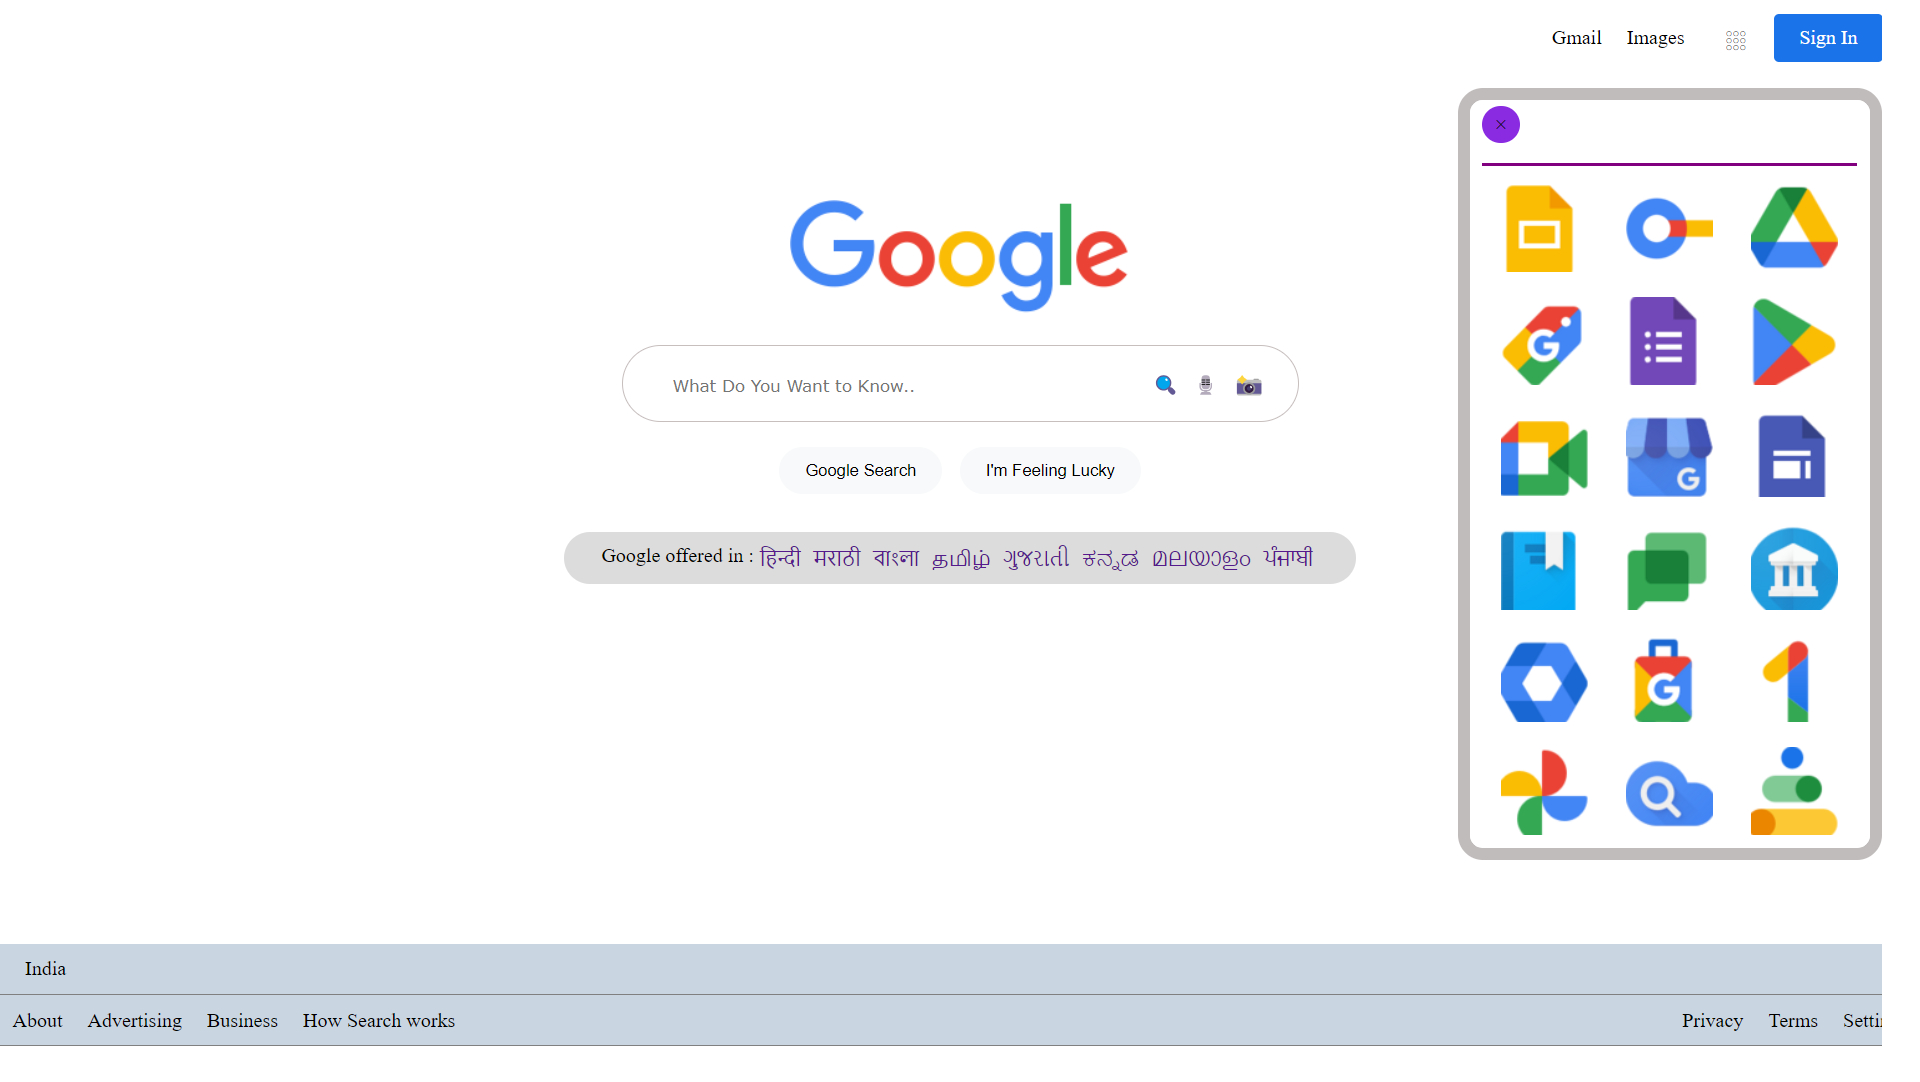 Gmail Images Sign In
×
Google
What Do You Want to Know..
Google Search I'm Feeling Lucky
Google offered in : हिन्दी मराठी বাংলা தமிழ் ગુજરાતી ಕನ್ನಡ മലയാളം ਪੰਜਾਬੀ
G
G
G
1
India
About Advertising Business How Search works Privacy Terms